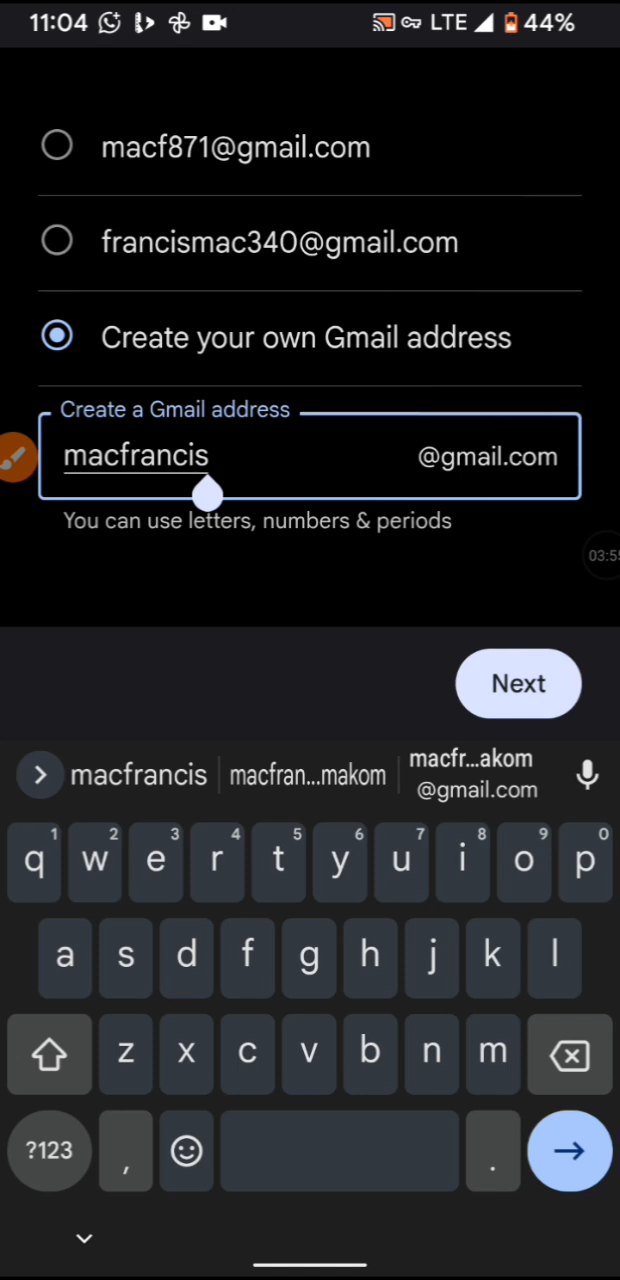 11:04 LTE 44%
macf871@gmail.com
francismac340@gmail.com
Create your own Gmail address
Create a Gmail address
macfrancis @gmail.com
You can use letters, numbers & periods
03:55
Next
macfrancis macfran...makom macfr...akom
@gmail.com
1 2 3 4 5 6 7 8 9 0
q w e r t y u i o p
a s d f g h j k l
z x c v b n m
?123 , .